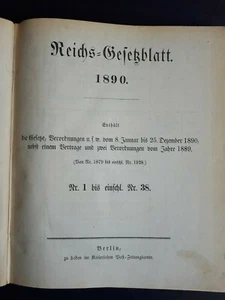 Reichs-Gesetzblatt.
1890.
Enthält
die Gesetze, Verordnungen u. s. w. vom 8. Januar bis 25. Dezember 1890,
nebst einem Vertrage und zwei Verordnungen vom Jahre 1889.
(Von Nr. 1879 bis einschl. Nr. 1929.)
Nr. 1 bis einschl. Nr. 38.
Berlin,
zu haben im Kaiserlichen Post-Zeitungsamte.